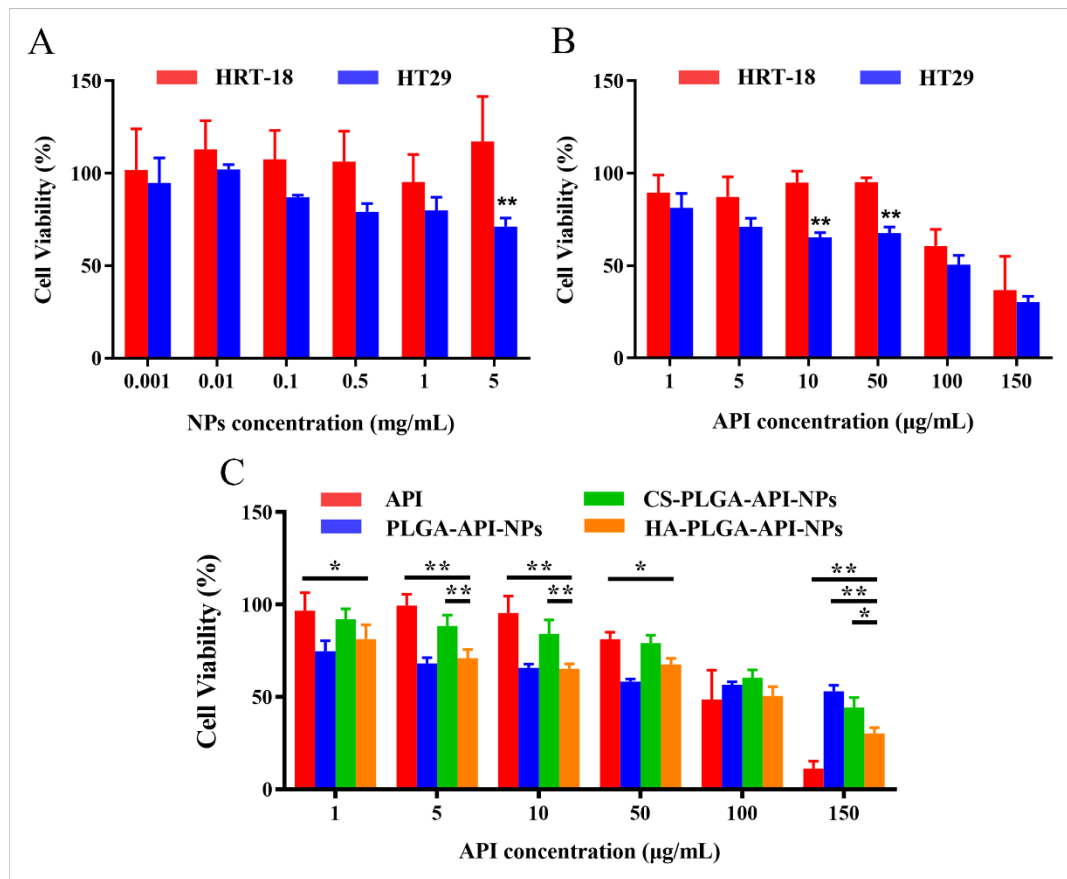 A
HRT-18 HT29
150
100
50
0
**
Cell Viability (%)
0.001 0.01 0.1 0.5 1 5
NPs concentration (mg/mL)
B
HRT-18 HT29
150
100
50
0
** **
Cell Viability (%)
1 5 10 50 100 150
API concentration (μg/mL)
C
API CS-PLGA-API-NPs
PLGA-API-NPs HA-PLGA-API-NPs
150
100
50
0
* ** ** * **
** ** **
*
Cell Viability (%)
1 5 10 50 100 150
API concentration (μg/mL)